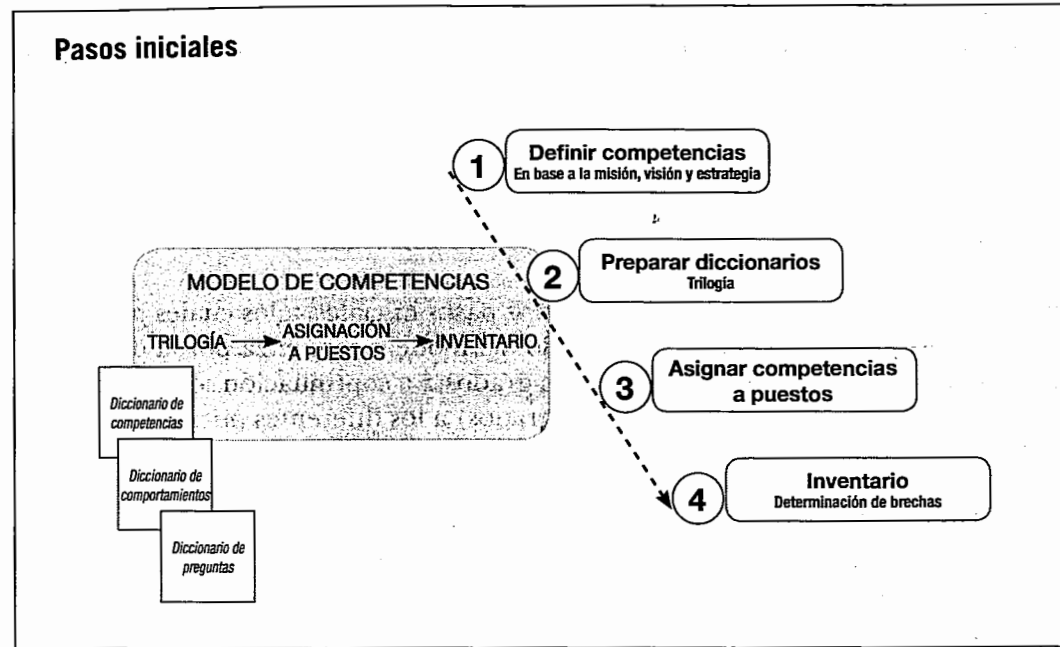 Pasos iniciales
1
Definir competencias
En base a la misión, visión y estrategia
2
Preparar diccionarios
Trilogía
MODELO DE COMPETENCIAS
TRILOGÍA
ASIGNACIÓN
A PUESTOS
INVENTARIO
3
Asignar competencias
a puestos
Diccionario de
competencias
Diccionario de
comportamientos
Diccionario de
preguntas
4
Inventario
Determinación de brechas